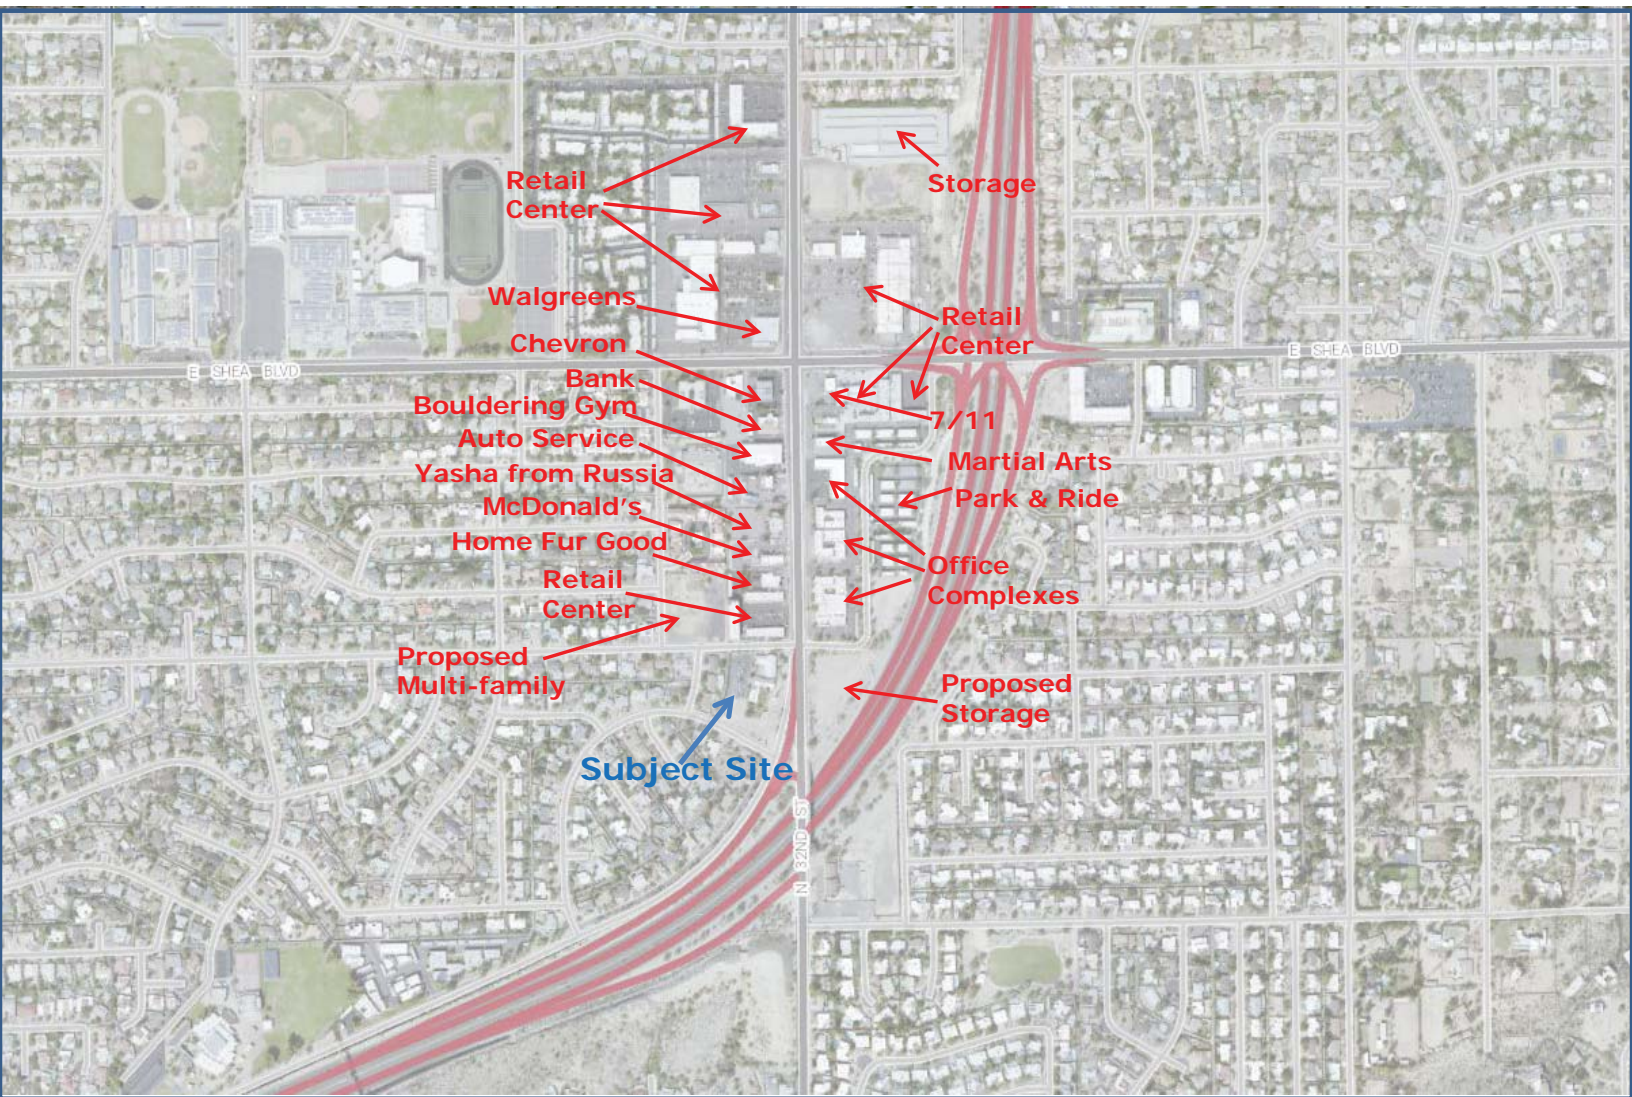 Retail
Center
Storage
Walgreens
Retail
Center
Chevron
E SHEA BLVD
E SHEA BLVD
Bank
Bouldering Gym
7/11
Auto Service
Martial Arts
Yasha from Russia
Park & Ride
McDonald's
Home Fur Good
Office
Complexes
Retail
Center
Proposed
Multi-family
Proposed
Storage
Subject Site
N 32ND ST